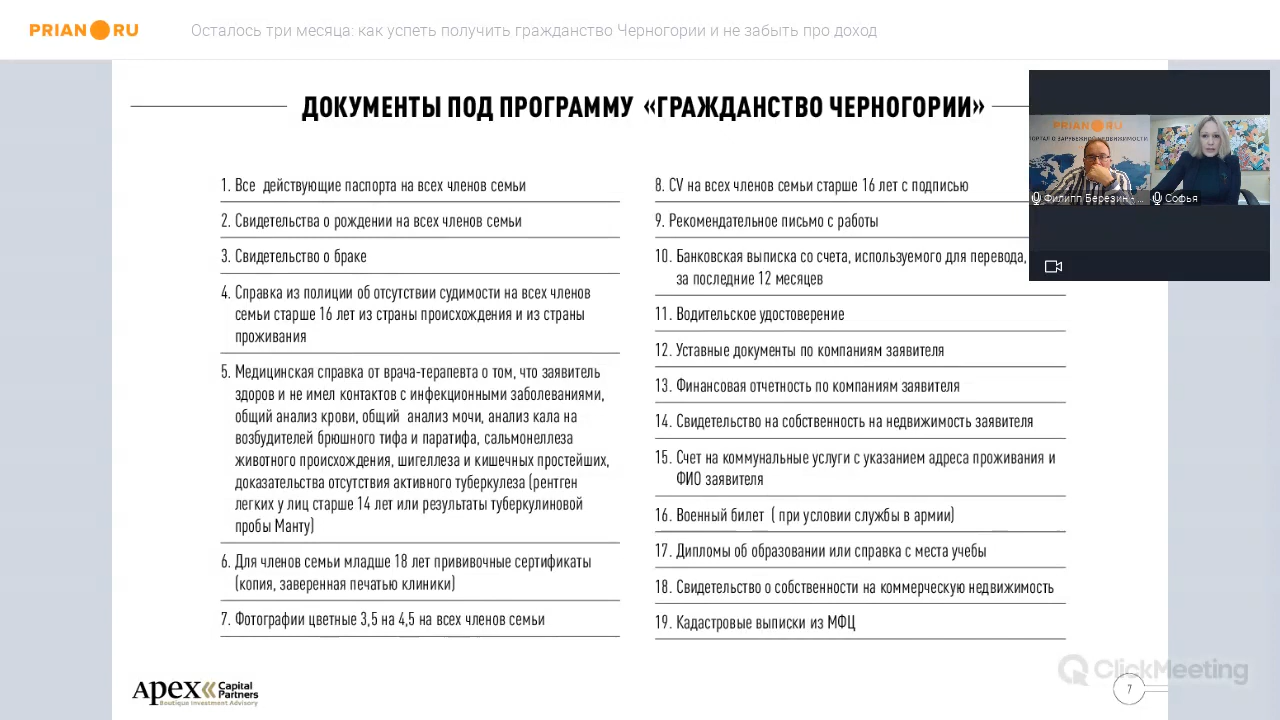 PRIAN RU
Осталось три месяца: как успеть получить гражданство Черногории и не забыть про доход
ДОКУМЕНТЫ ПОД ПРОГРАММУ «ГРАЖДАНСТВО ЧЕРНОГОРИИ»
1. Все действующие паспорта на всех членов семьи
2. Свидетельства о рождении на всех членов семьи
3. Свидетельство о браке
4. Справка из полиции об отсутствии судимости на всех членов
семьи старше 16 лет из страны происхождения и из страны
проживания
5. Медицинская справка от врача-терапевта о том, что заявитель
здоров и не имел контактов с инфекционными заболеваниями,
общий анализ крови, общий анализ мочи, анализ кала на
возбудителей брюшного тифа и паратифа, сальмонеллеза
животного происхождения, шигеллеза и кишечных простейших,
доказательства отсутствия активного туберкулеза (рентген
легких у лиц старше 14 лет или результаты туберкулиновой
пробы Манту)
6. Для членов семьи младше 18 лет прививочные сертификаты
(копия, заверенная печатью клиники)
7. Фотографии цветные 3,5 на 4,5 на всех членов семьи
8. CV на всех членов семьи старше 16 лет с подписью
9. Рекомендательное письмо с работы
10. Банковская выписка со счета, используемого для перевода,
за последние 12 месяцев
11. Водительское удостоверение
12. Уставные документы по компаниям заявителя
13. Финансовая отчетность по компаниям заявителя
14. Свидетельство на собственность на недвижимость заявителя
15. Счет на коммунальные услуги с указанием адреса проживания и
ФИО заявителя
16. Военный билет ( при условии службы в армии)
17. Дипломы об образовании или справка с места учебы
18. Свидетельство о собственности на коммерческую недвижимость
19. Кадастровые выписки из МФЦ
PRIAN RU
ПОРТАЛ О ЗАРУБЕЖНОЙ НЕДВИЖИМОСТИ
Филипп Березин - ...
Софья
Apex Capital
Partners
Boutique Investment Advisory
ClickMeeting
7